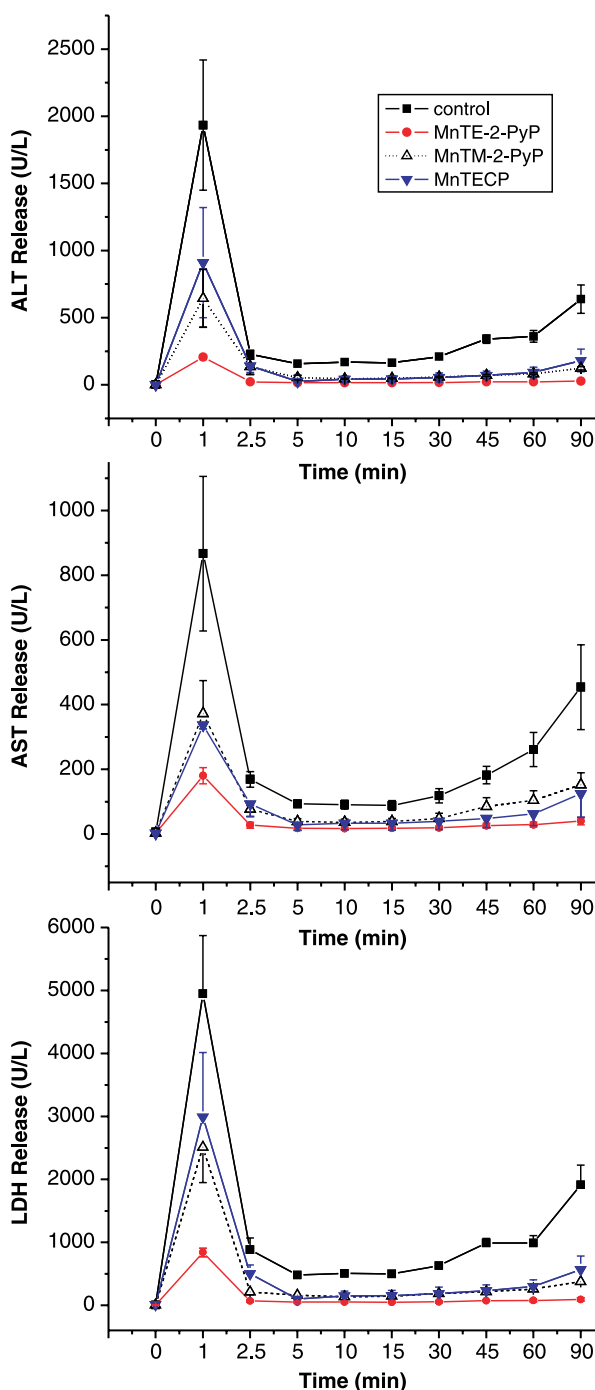 2500
2000
1500
1000
500
0
ALT Release (U/L)
control
MnTE-2-PyP
MnTM-2-PyP
MnTECP
0 1 2.5 5 10 15 30 45 60 90
Time (min)
1000
800
600
400
200
0
AST Release (U/L)
0 1 2.5 5 10 15 30 45 60 90
Time (min)
6000
5000
4000
3000
2000
1000
0
LDH Release (U/L)
0 1 2.5 5 10 15 30 45 60 90
Time (min)